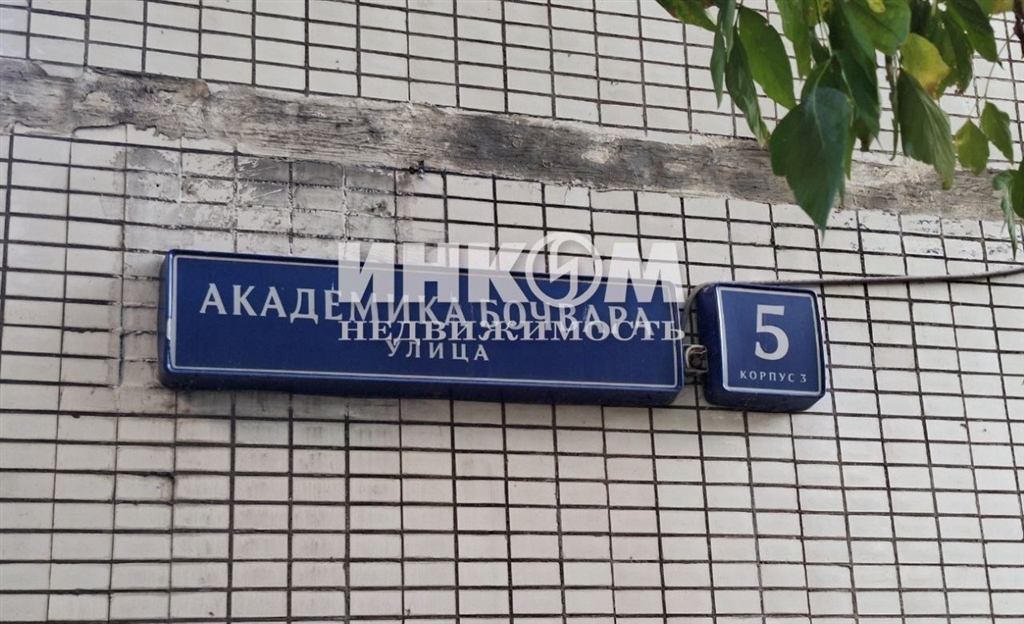 АКАДЕМИКА БОЧВАРА
УЛИЦА
5
КОРПУС 3
ИНКОМ
НЕДВИЖИМОСТЬ